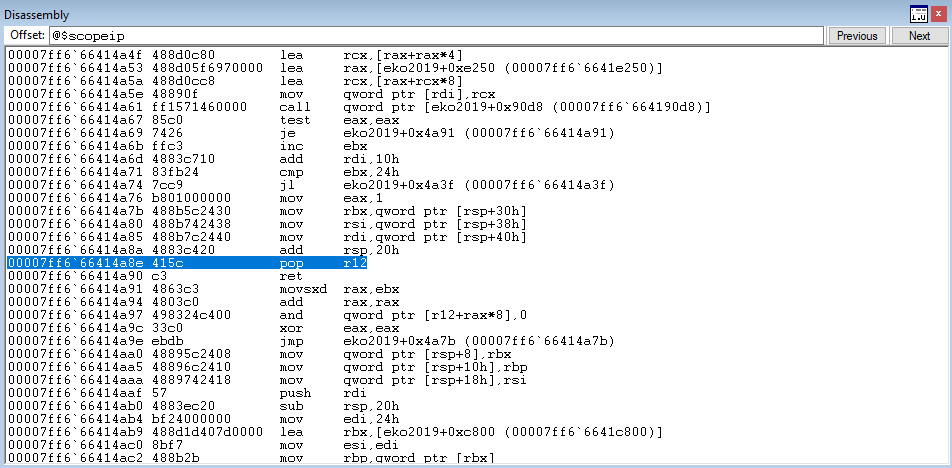 Disassembly
Offset: @$scopeip Previous Next
00007ff6`66414a4f 488d0c80 lea rcx,[rax+rax*4]
00007ff6`66414a53 488d05f6970000 lea rax,[eko2019+0xe250 (00007ff6`6641e250)]
00007ff6`66414a5a 488d0cc8 lea rcx,[rax+rcx*8]
00007ff6`66414a5e 48890f mov qword ptr [rdi],rcx
00007ff6`66414a61 ff1571460000 call qword ptr [eko2019+0x90d8 (00007ff6`664190d8)]
00007ff6`66414a67 85c0 test eax,eax
00007ff6`66414a69 7426 je eko2019+0x4a91 (00007ff6`66414a91)
00007ff6`66414a6b ffc3 inc ebx
00007ff6`66414a6d 4883c710 add rdi,10h
00007ff6`66414a71 83fb24 cmp ebx,24h
00007ff6`66414a74 7cc9 jl eko2019+0x4a3f (00007ff6`66414a3f)
00007ff6`66414a76 b801000000 mov eax,1
00007ff6`66414a7b 488b5c2430 mov rbx,qword ptr [rsp+30h]
00007ff6`66414a80 488b742438 mov rsi,qword ptr [rsp+38h]
00007ff6`66414a85 488b7c2440 mov rdi,qword ptr [rsp+40h]
00007ff6`66414a8a 4883c420 add rsp,20h
00007ff6`66414a8e 415c pop r12
00007ff6`66414a90 c3 ret
00007ff6`66414a91 4863c3 movsxd rax,ebx
00007ff6`66414a94 4803c0 add rax,rax
00007ff6`66414a97 498324c400 and qword ptr [r12+rax*8],0
00007ff6`66414a9c 33c0 xor eax,eax
00007ff6`66414a9e ebdb jmp eko2019+0x4a7b (00007ff6`66414a7b)
00007ff6`66414aa0 48895c2408 mov qword ptr [rsp+8],rbx
00007ff6`66414aa5 48896c2410 mov qword ptr [rsp+10h],rbp
00007ff6`66414aaa 4889742418 mov qword ptr [rsp+18h],rsi
00007ff6`66414aaf 57 push rdi
00007ff6`66414ab0 4883ec20 sub rsp,20h
00007ff6`66414ab4 bf24000000 mov edi,24h
00007ff6`66414ab9 488d1d407d0000 lea rbx,[eko2019+0xc800 (00007ff6`6641c800)]
00007ff6`66414ac0 8bf7 mov esi,edi
00007ff6`66414ac2 488b2b mov rbp,qword ptr [rbx]